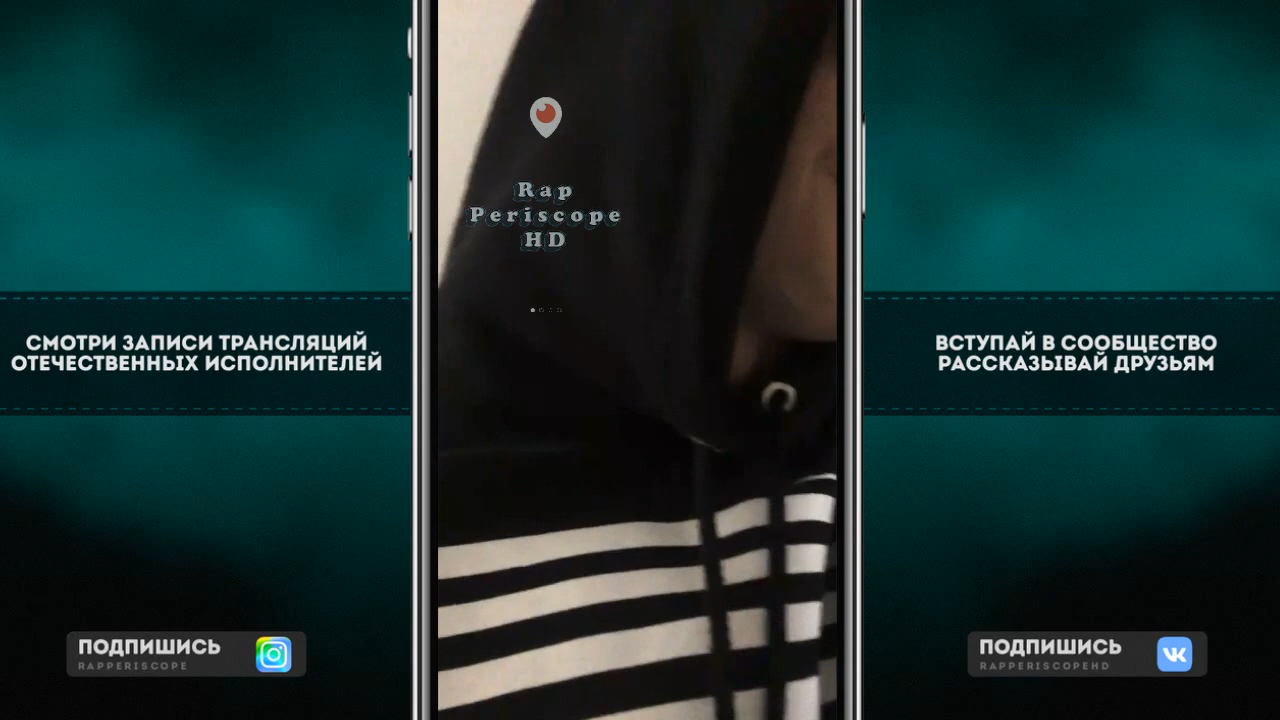 Rap
Periscope
HD
СМОТРИ ЗАПИСИ ТРАНСЛЯЦИЙ
ОТЕЧЕСТВЕННЫХ ИСПОЛНИТЕЛЕЙ
ВСТУПАЙ В СООБЩЕСТВО
РАССКАЗЫВАЙ ДРУЗЬЯМ
ПОДПИШИСЬ
RAPPERISCOPE
ПОДПИШИСЬ
RAPPERISCOPEHD